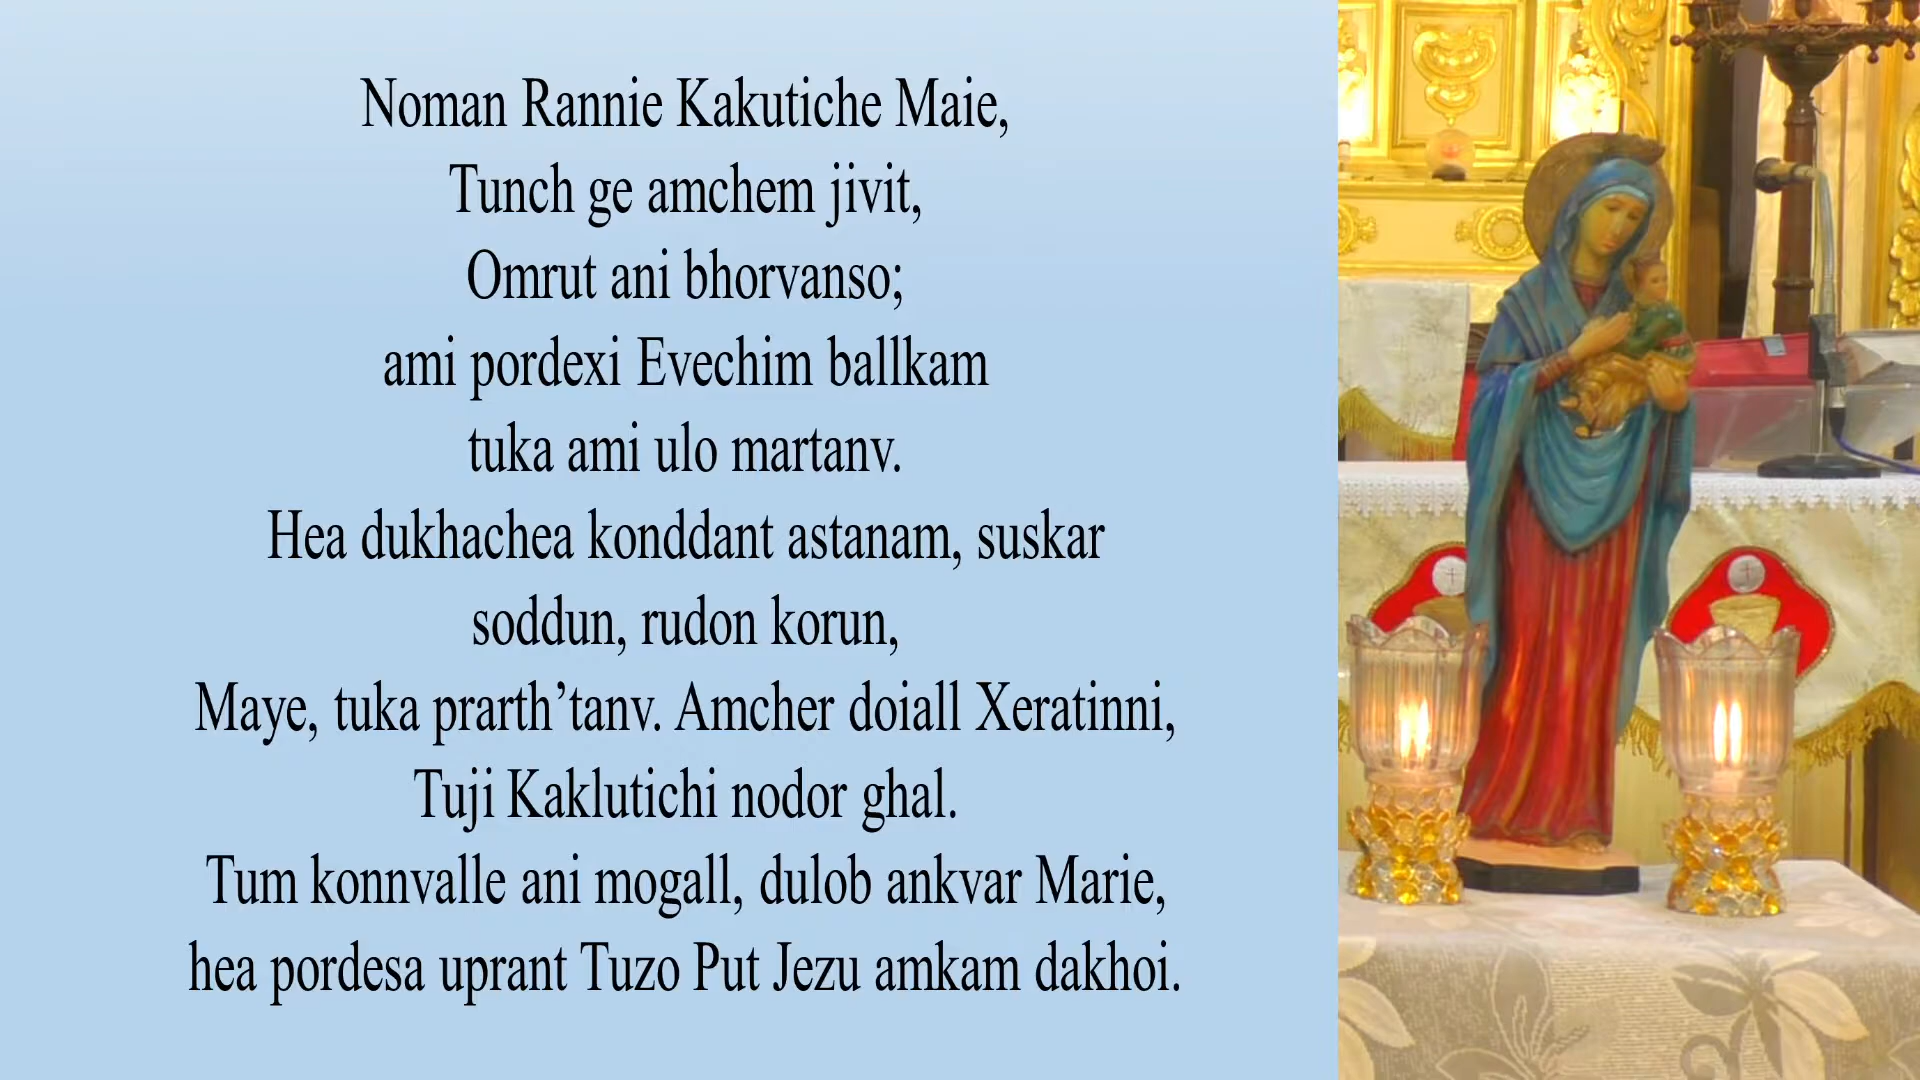 Noman Rannie Kakutiche Maie,
Tunch ge amchem jivit,
Omrut ani bhorvanso;
ami pordexi Evechim ballkam
tuka ami ulo martanv.
Hea dukhachea konddant astanam, suskar
soddun, rudon korun,
Maye, tuka prarth’tanv. Amcher doiall Xeratinni,
Tuji Kaklutichi nodor ghal.
Tum konnvalle ani mogall, dulob ankvar Marie,
hea pordesa uprant Tuzo Put Jezu amkam dakhoi.